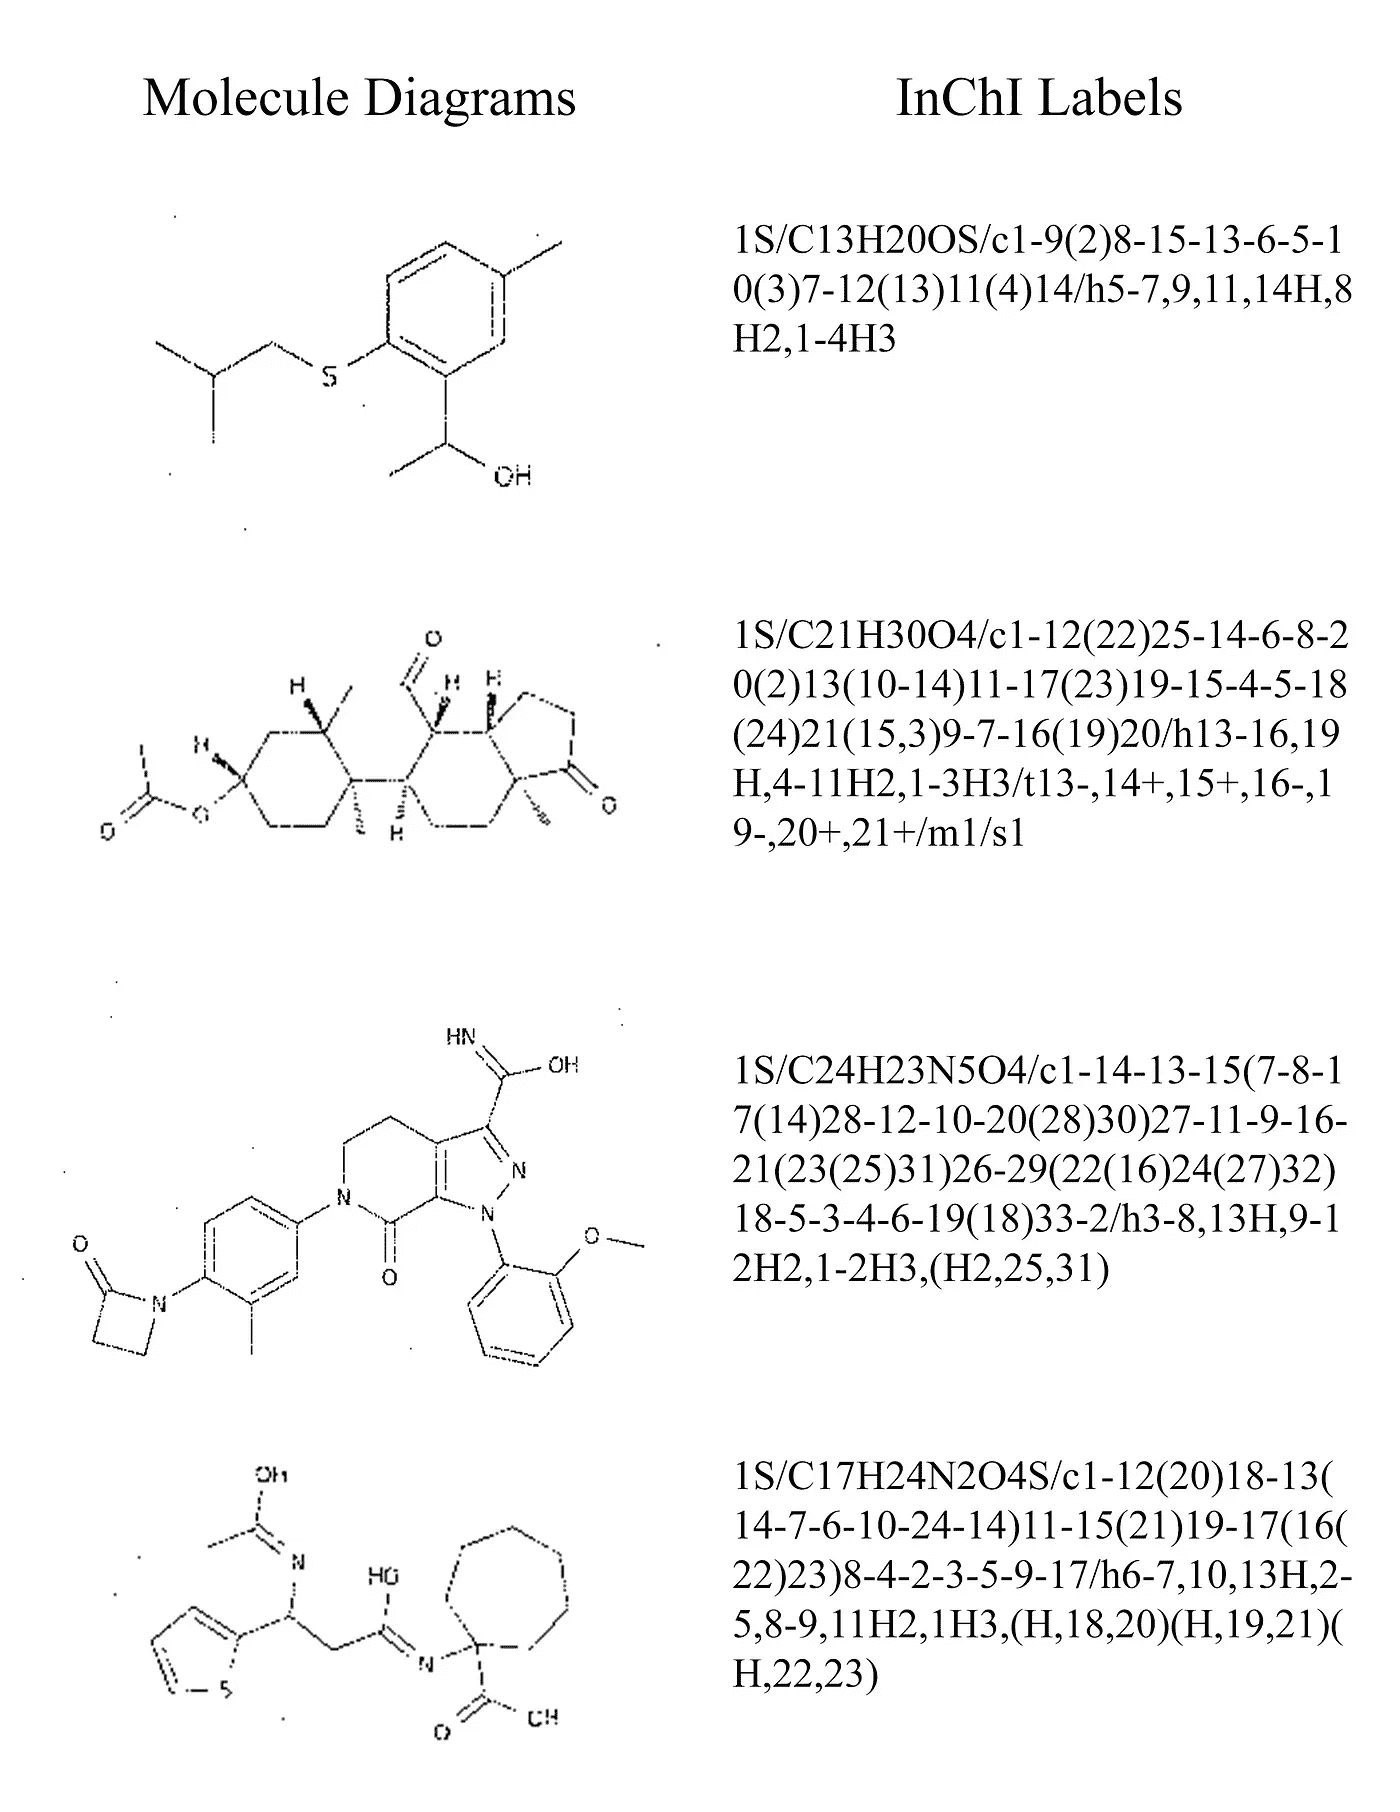 Molecule Diagrams
InChI Labels
1S/C13H20OS/c1-9(2)8-15-13-6-5-1
0(3)7-12(13)11(4)14/h5-7,9,11,14H,8
H2,1-4H3
S
OH
1S/C21H30O4/c1-12(22)25-14-6-8-2
0(2)13(10-14)11-17(23)19-15-4-5-18
(24)21(15,3)9-7-16(19)20/h13-16,19
H,4-11H2,1-3H3/t13-,14+,15+,16-,1
9-,20+,21+/m1/s1
O
H
H
H
H
O
O
O
H
1S/C24H23N5O4/c1-14-13-15(7-8-1
7(14)28-12-10-20(28)30)27-11-9-16-
21(23(25)31)26-29(22(16)24(27)32)
18-5-3-4-6-19(18)33-2/h3-8,13H,9-1
2H2,1-2H3,(H2,25,31)
HN
OH
N
N
N
O
O
O
N
1S/C17H24N2O4S/c1-12(20)18-13(
14-7-6-10-24-14)11-15(21)19-17(16(
22)23)8-4-2-3-5-9-17/h6-7,10,13H,2-
5,8-9,11H2,1H3,(H,18,20)(H,19,21)(
H,22,23)
OH
N
HO
N
S
O
OH